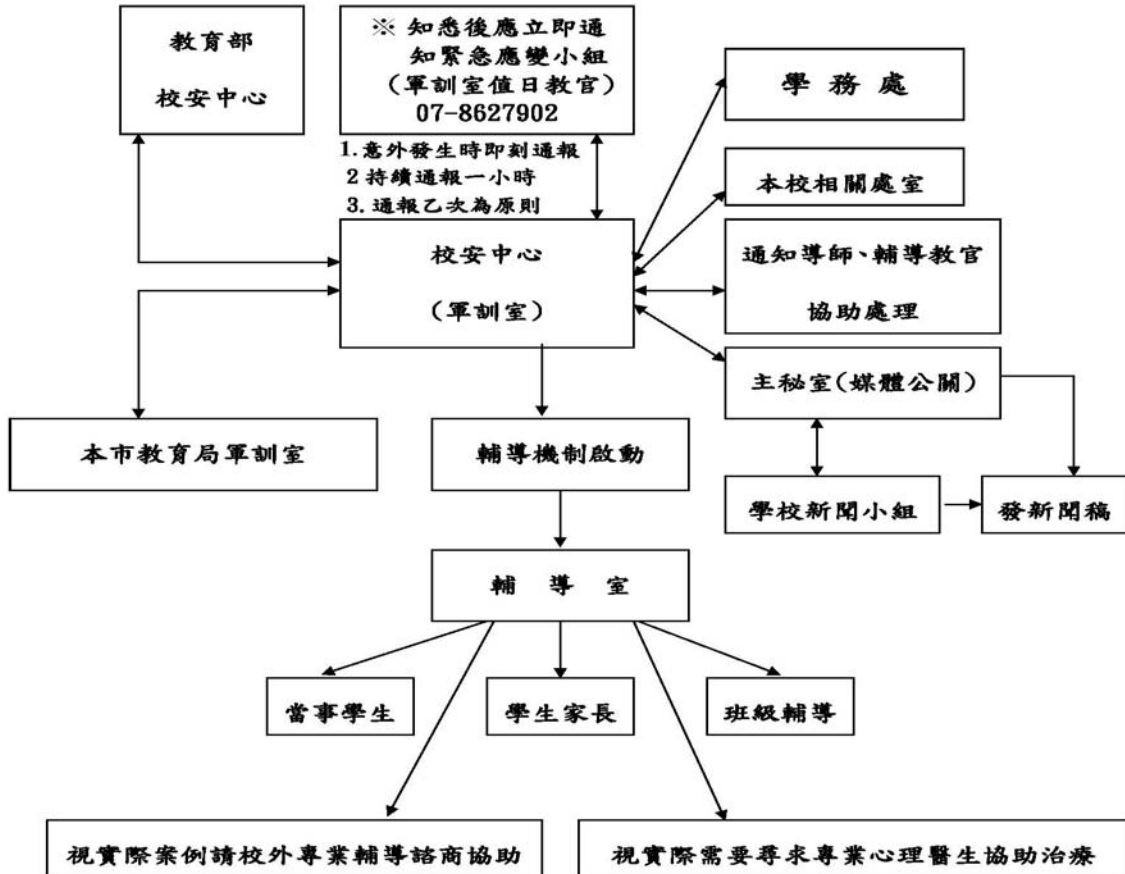 教育部
校安中心
※ 知悉後應立即通
知緊急應變小組
(軍訓室值日教官)
07-8627902
學 務 處
1.意外發生時即刻通報
2 持續通報一小時
3.通報乙次為原則
本校相關處室
校安中心
(軍訓室)
通知導師、輔導教官
協助處理
主秘室(媒體公關)
本市教育局軍訓室
輔導機制啟動
學校新聞小組
發新聞稿
輔 導 室
當事學生
學生家長
班級輔導
視實際案例請校外專業輔導諮商協助
視實際需要尋求專業心理醫生協助治療